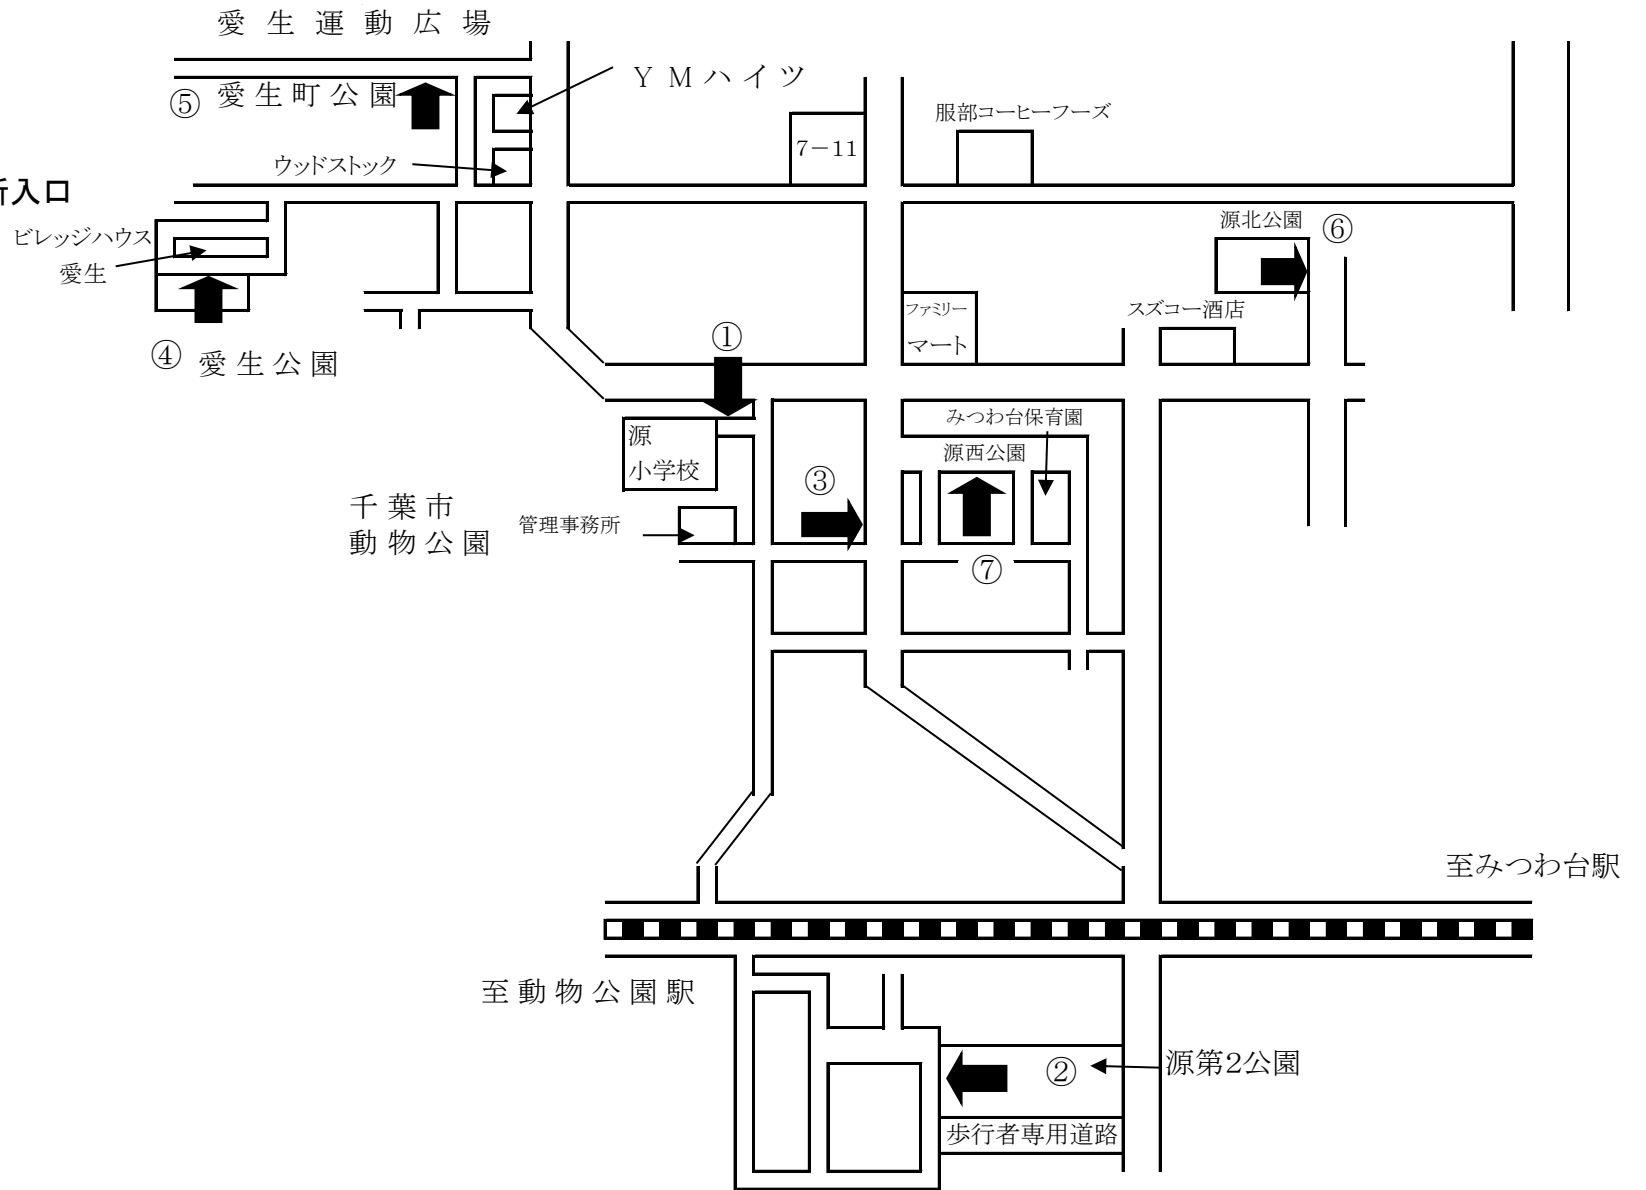 愛生運動広場
YMハイツ
⑤ 愛生町公園
服部コーヒーフーズ
7-11
ウッドストック
所入口
ビレッジハウス
愛生
源北公園
⑥
④ 愛生公園
①
ファミリー
マート
スズコー酒店
源
小学校
みつわ台保育園
源西公園
③
千葉市
動物公園
管理事務所
⑦
至みつわ台駅
至動物公園駅
②
源第2公園
歩行者専用道路